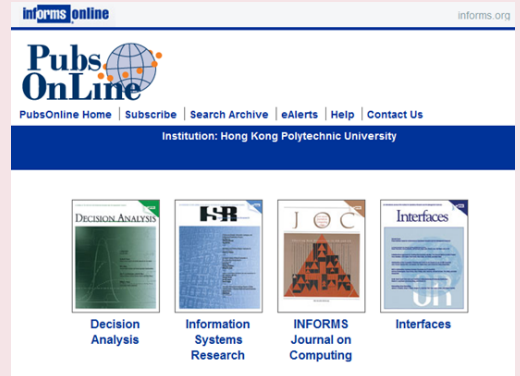 informs online
informs.org
Pubs
OnLine
PubsOnline Home | Subscribe | Search Archive | eAlerts | Help | Contact Us
Institution: Hong Kong Polytechnic University
DECISION ANALYSIS
ISR
JOC
Interfaces
Decision
Analysis
Information
Systems
Research
INFORMS
Journal on
Computing
Interfaces